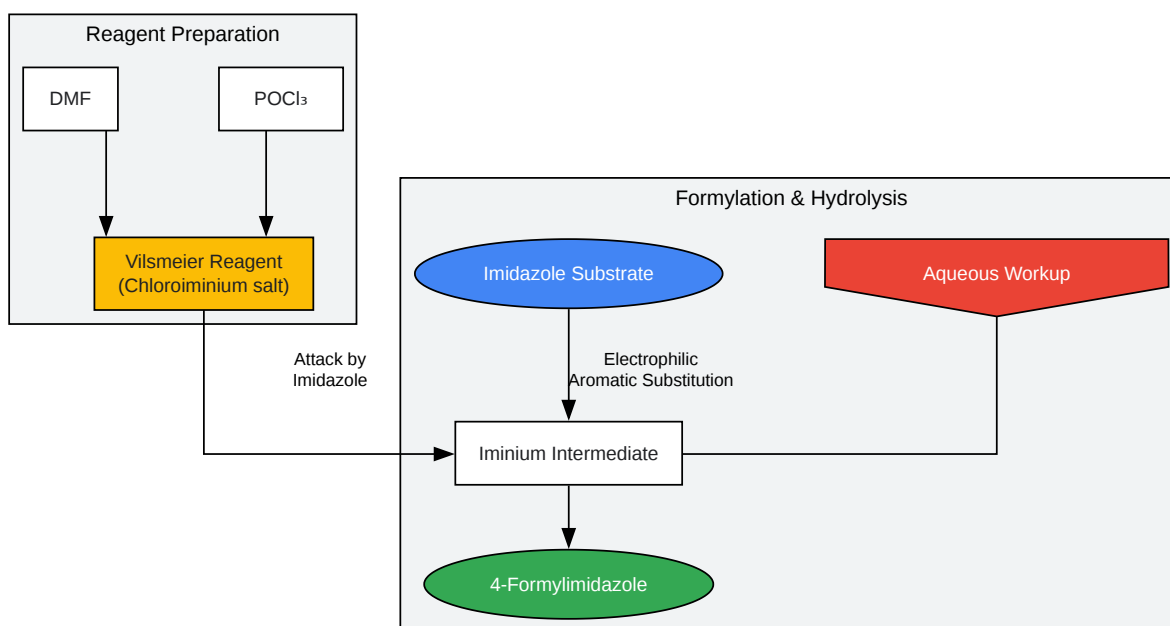 Reagent Preparation
DMF
POCl₃
Vilsmeier Reagent
(Chloroiminium salt)
Formylation & Hydrolysis
Imidazole Substrate
Aqueous Workup
Attack by
Imidazole
Electrophilic
Aromatic Substitution
Iminium Intermediate
4-Formylimidazole